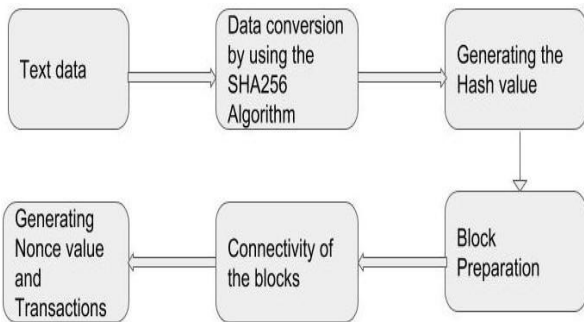 Text data
Data conversion
by using the
SHA256
Algorithm
Generating the
Hash value
Block
Preparation
Connectivity of
the blocks
Generating
Nonce value
and
Transactions